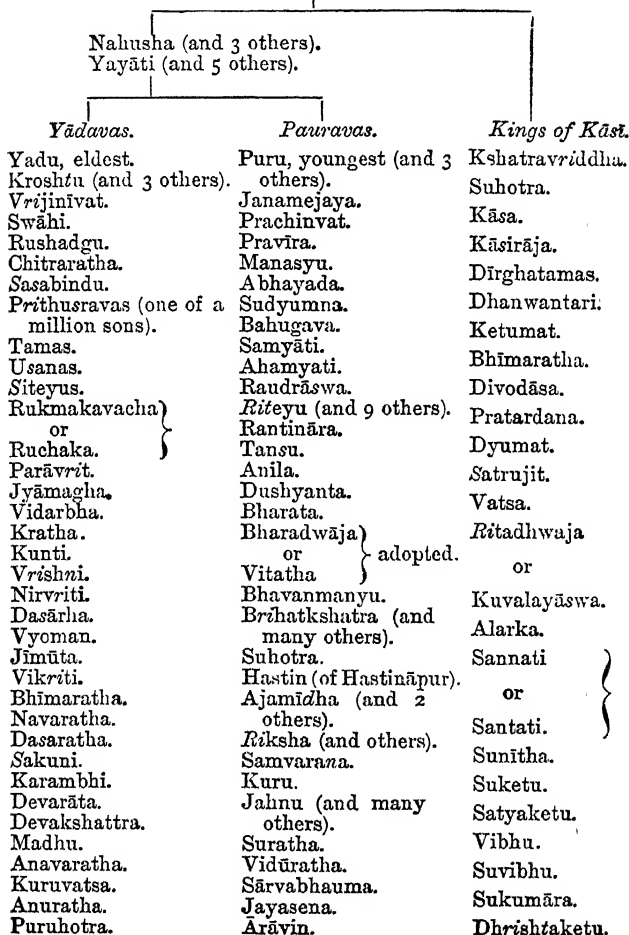 Nahusha (and 3 others).
Yayāti (and 5 others).
Yādavas.
Yadu, eldest.
Kroshtu (and 3 others).
Vrijinīvat.
Swāhi.
Rushadgu.
Chitraratha.
Sasabindu.
Prithusravas (one of a
million sons).
Tamas.
Usanas.
Siteyus.
Rukmakavacha
or
Ruchaka.
Parāvrit.
Jyāmagha.
Vidarbha.
Kratha.
Kunti.
Vrishni.
Nirvriti.
Dasārha.
Vyoman.
Jīmūta.
Vikriti.
Bhīmaratha.
Navaratha.
Dasaratha.
Sakuni.
Karambhi.
Devarāta.
Devakshattra.
Madhu.
Anavaratha.
Kuruvatsa.
Anuratha.
Puruhotra.
Pauravas.
Puru, youngest (and 3
others).
Janamejaya.
Prachinvat.
Pravīra.
Manasyu.
Abhayada.
Sudyumna.
Bahugava.
Samyāti.
Ahamyati.
Raudrāswa.
Riteyu (and 9 others).
Rantināra.
Tansu.
Anila.
Dushyanta.
Bharata.
Bharadwāja
or adopted.
Vitatha
Bhavanmanyu.
Brihatkshatra (and
many others).
Suhotra.
Hastin (of Hastināpur).
Ajamīdha (and 2
others).
Riksha (and others).
Samvarana.
Kuru.
Jahnu (and many
others).
Suratha.
Vidūratha.
Sārvabhauma.
Jayasena.
Ārāvin.
Kings of Kāsī.
Kshatravriddha.
Suhotra.
Kāsa.
Kāsirāja.
Dīrghatamas.
Dhanwantari.
Ketumat.
Bhīmaratha.
Divodāsa.
Pratardana.
Dyumat.
Satrujit.
Vatsa.
Ritadhwaja
or
Kuvalayāswa.
Alarka.
Sannati
or
Santati.
Sunītha.
Suketu.
Satyaketu.
Vibhu.
Suvibhu.
Sukumāra.
Dhrishtaketu.